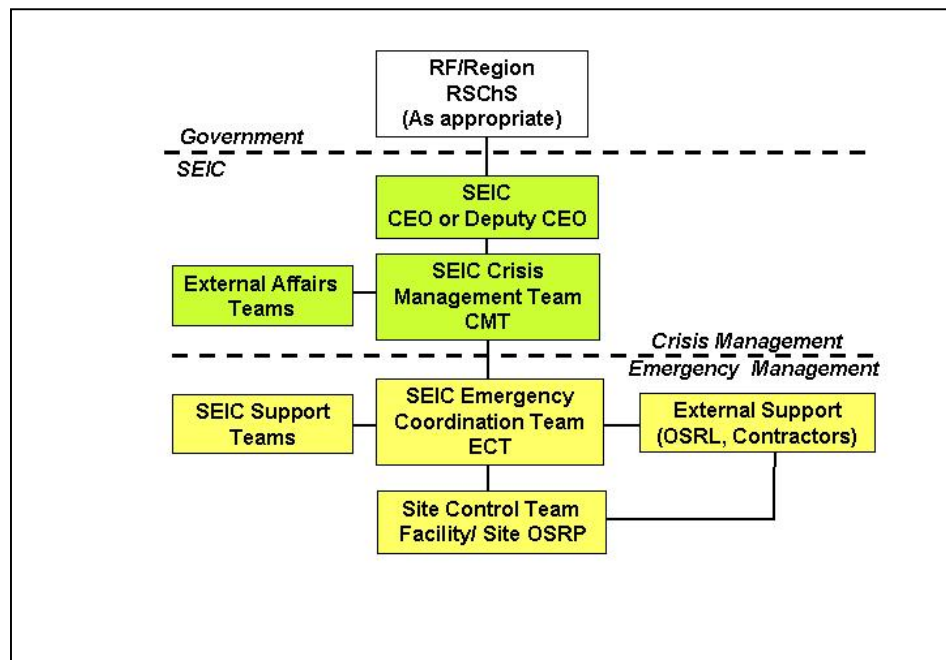 RF/Region
RSChS
(As appropriate)
Government
SEIC
SEIC
CEO or Deputy CEO
External Affairs
Teams
SEIC Crisis
Management Team
CMT
Crisis Management
Emergency Management
SEIC Support
Teams
SEIC Emergency
Coordination Team
ECT
External Support
(OSRL, Contractors)
Site Control Team
Facility/ Site OSRP